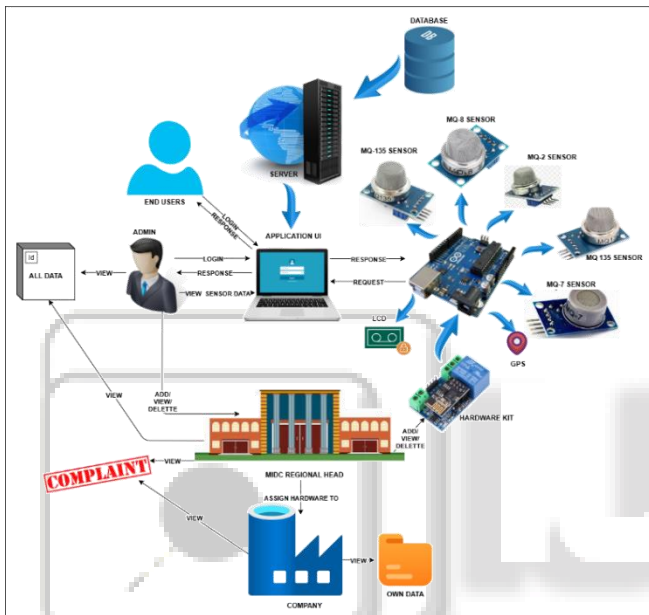 DATABASE
DB
MQ-8 SENSOR
MQ-135 SENSOR
MQ-2 SENSOR
SERVER
END USERS
LOGIN
RESPONSE
ADMIN
APPLICATION UI
Id
ALL DATA
VIEW
LOGIN
RESPONSE
VIEW SENSOR DATA
RESPONSE
REQUEST
MQ 135 SENSOR
MQ-7 SENSOR
LCD
GPS
HARDWARE KIT
VIEW
ADD/
VIEW/
DELETTE
ADD/
VIEW/
DELETTE
VIEW
COMPLAINT
MIDC REGIONAL HEAD
ASSIGN HARDWARE TO
VIEW
VIEW
COMPANY
OWN DATA